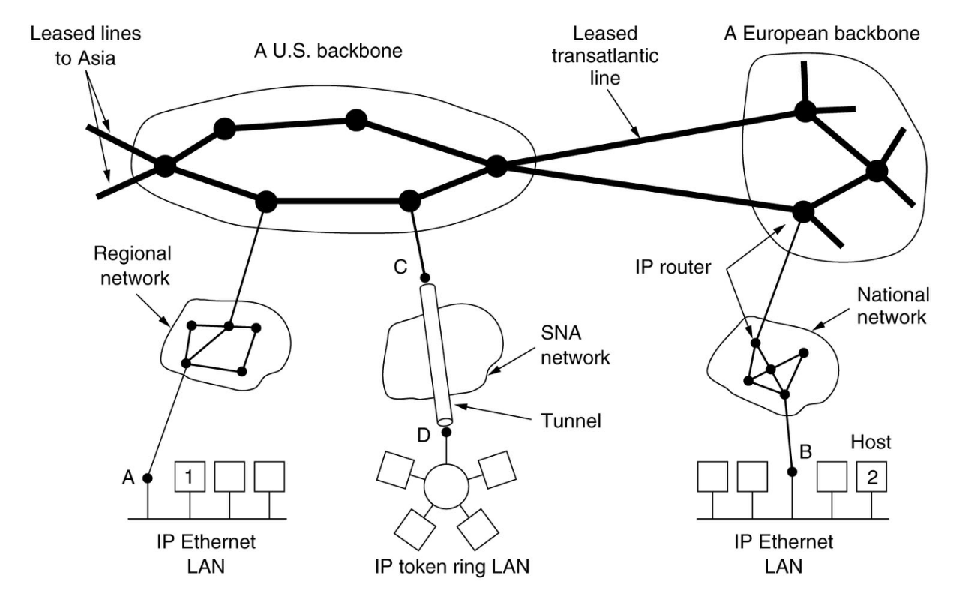 Leased lines
to Asia
A U.S. backbone
Leased
transatlantic
line
A European backbone
Regional
network
C
IP router
National
network
SNA
network
Tunnel
D
A
1
B
Host
2
IP Ethernet
LAN
IP token ring LAN
IP Ethernet
LAN